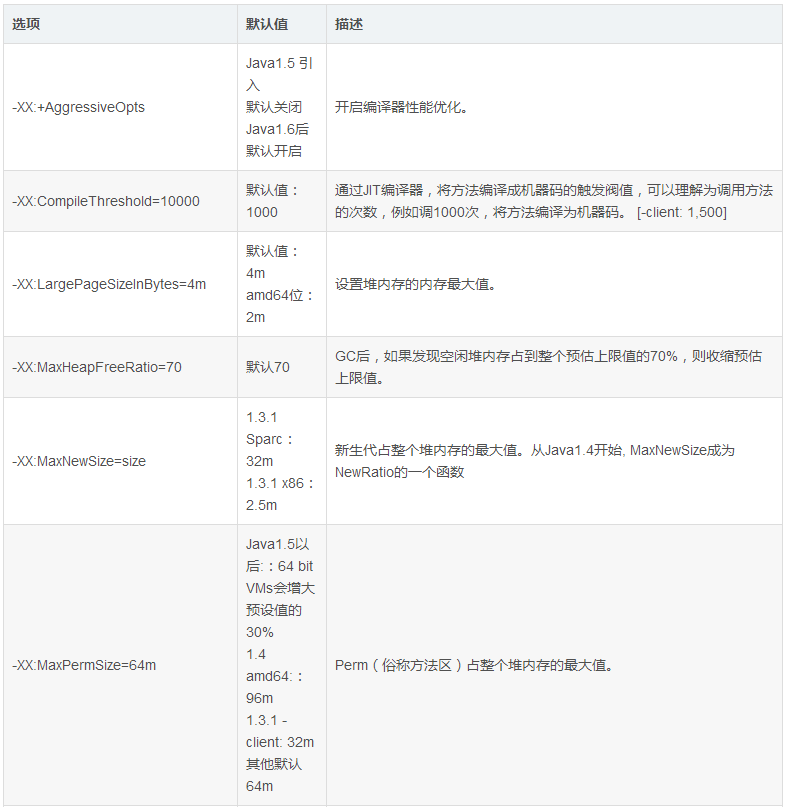 选项 默认值 描述
-XX:+AggressiveOpts
Java1.5 引
入
默认关闭
Java1.6后
默认开启
开启编译器性能优化。
-XX:CompileThreshold=10000
默认值：
1000
通过JIT编译器，将方法编译成机器码的触发阀值，可以理解为调用方法
的次数，例如调1000次，将方法编译为机器码。 [-client: 1,500]
-XX:LargePageSizeInBytes=4m
默认值：
4m
amd64位：
2m
设置堆内存的内存最大值。
-XX:MaxHeapFreeRatio=70
默认70
GC后，如果发现空闲堆内存占到整个预估上限值的70%，则收缩预估
上限值。
-XX:MaxNewSize=size
1.3.1
Sparc：
32m
1.3.1 x86：
2.5m
新生代占整个堆内存的最大值。从Java1.4开始, MaxNewSize成为
NewRatio的一个函数
-XX:MaxPermSize=64m
Java1.5以
后:：64 bit
VMs会增大
预设值的
30%
1.4
amd64:：
96m
1.3.1 -
client: 32m
其他默认
64m
Perm（俗称方法区）占整个堆内存的最大值。